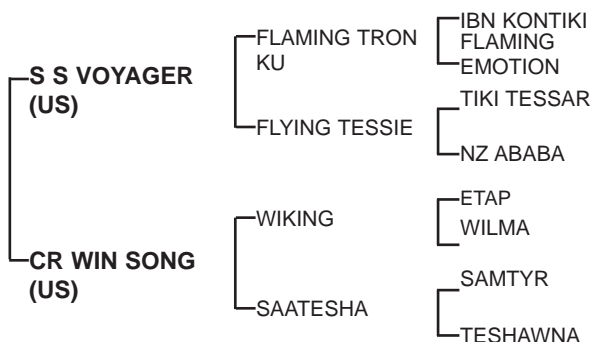 S S VOYAGER
(US)
FLAMING TRON
KU
IBN KONTIKI
FLAMING
EMOTION
FLYING TESSIE
TIKI TESSAR
NZ ABABA
CR WIN SONG
(US)
WIKING
ETAP
WILMA
SAATESHA
SAMTYR
TESHAWNA